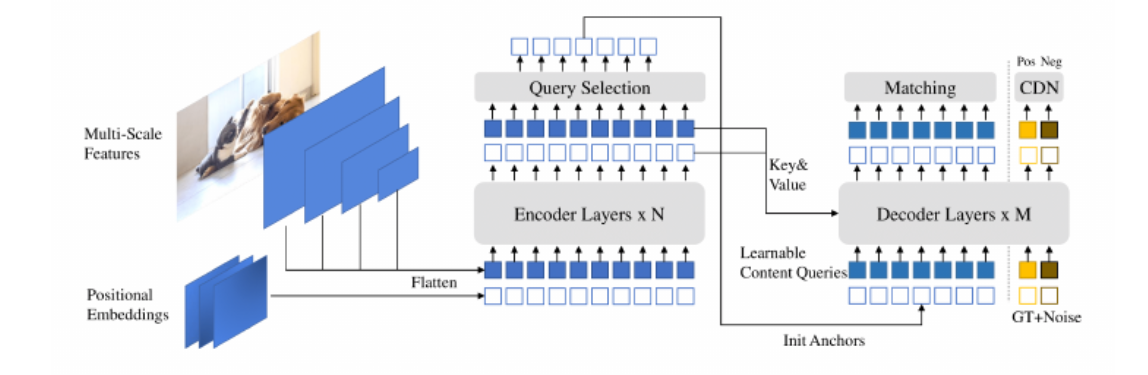 Multi-Scale
Features
Positional
Embeddings
Flatten
Query Selection
Encoder Layers x N
Key&
Value
Learnable
Content Queries
Init Anchors
Matching
Decoder Layers x M
Pos Neg
CDN
GT+Noise